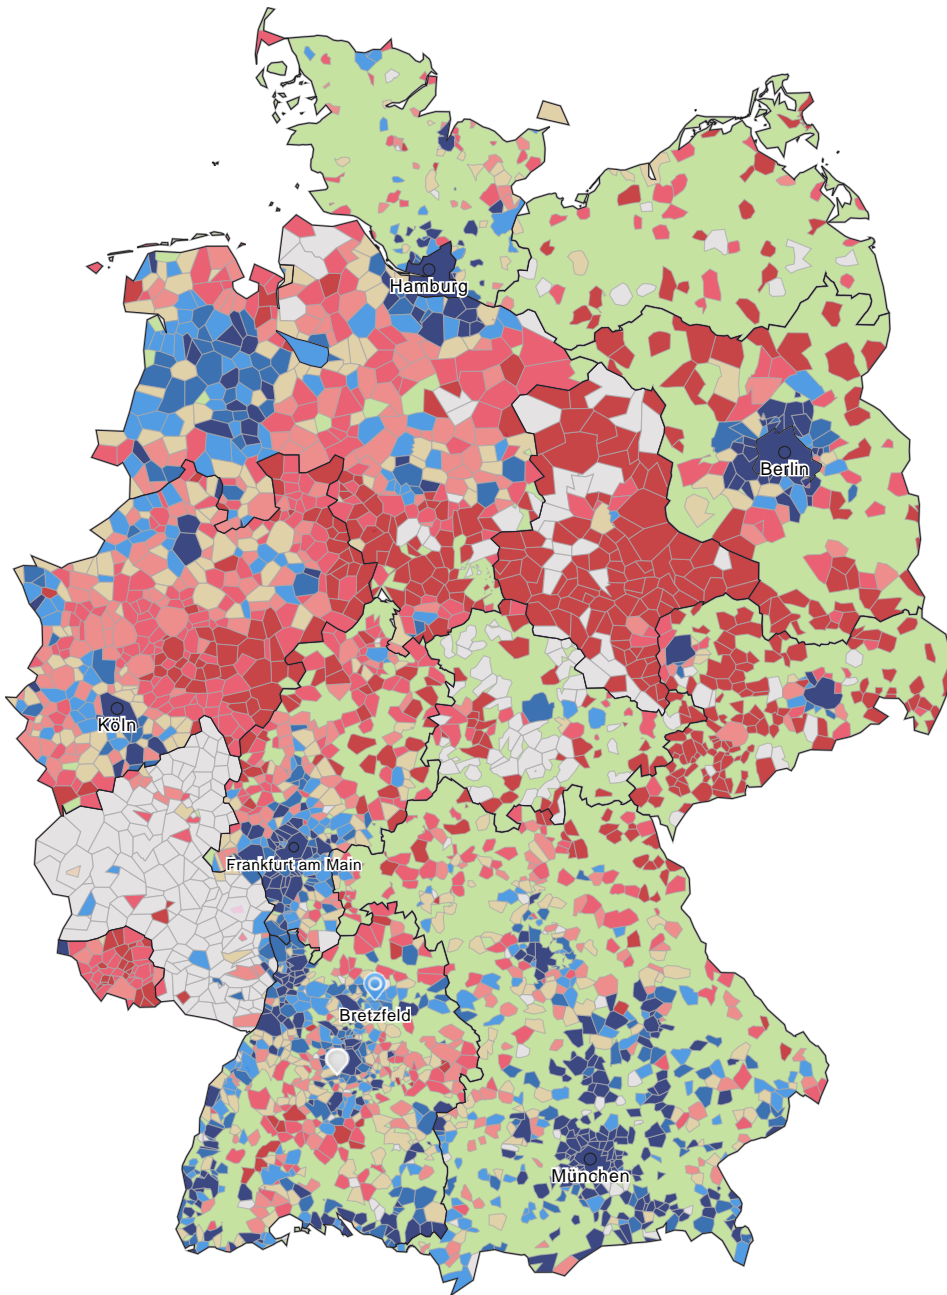 Hamburg
Berlin
Köln
Frankfurt am Main
Bretzfeld
München